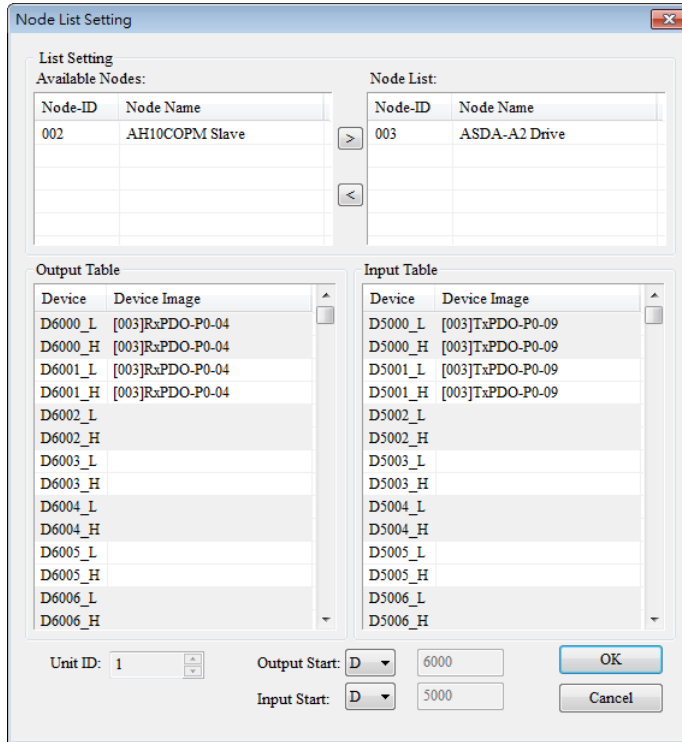 Node List Setting
List Setting
Available Nodes:
Node-ID Node Name
002 AH10COPM Slave
>
<
Node List:
Node-ID Node Name
003 ASDA-A2 Drive
Output Table
Device Device Image
D6000_L [003]RxPDO-P0-04
D6000_H [003]RxPDO-P0-04
D6001_L [003]RxPDO-P0-04
D6001_H [003]RxPDO-P0-04
D6002_L
D6002_H
D6003_L
D6003_H
D6004_L
D6004_H
D6005_L
D6005_H
D6006_L
D6006_H
Input Table
Device Device Image
D5000_L [003]TxPDO-P0-09
D5000_H [003]TxPDO-P0-09
D5001_L [003]TxPDO-P0-09
D5001_H [003]TxPDO-P0-09
D5002_L
D5002_H
D5003_L
D5003_H
D5004_L
D5004_H
D5005_L
D5005_H
D5006_L
D5006_H
Unit ID: 1
Output Start: D 6000
Input Start: D 5000
OK
Cancel